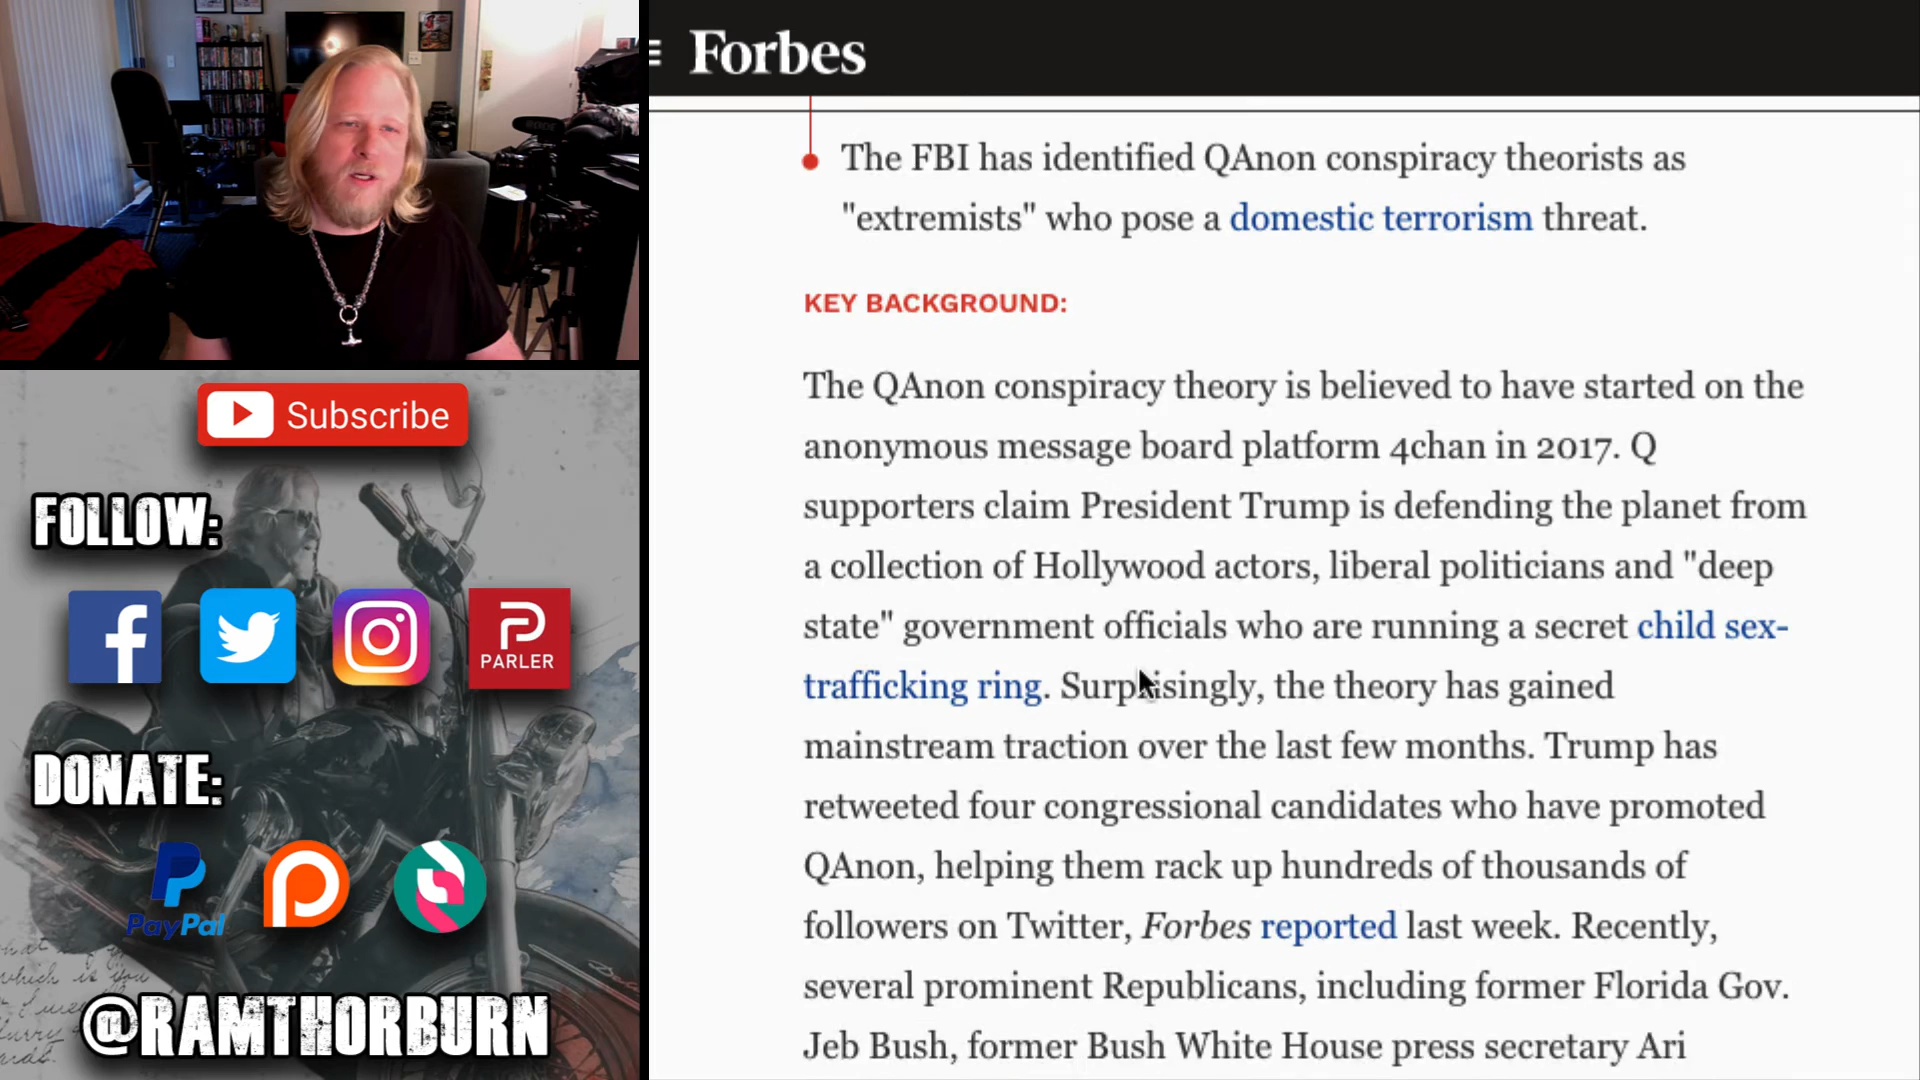 Subscribe
FOLLOW:
PARLER
DONATE:
PayPal
@RAMTHORBURN
Forbes
The FBI has identified QAnon conspiracy theorists as
"extremists" who pose a domestic terrorism threat.
KEY BACKGROUND:
The QAnon conspiracy theory is believed to have started on the
anonymous message board platform 4chan in 2017. Q
supporters claim President Trump is defending the planet from
a collection of Hollywood actors, liberal politicians and "deep
state" government officials who are running a secret child sex-
trafficking ring. Surprisingly, the theory has gained
mainstream traction over the last few months. Trump has
retweeted four congressional candidates who have promoted
QAnon, helping them rack up hundreds of thousands of
followers on Twitter, Forbes reported last week. Recently,
several prominent Republicans, including former Florida Gov.
Jeb Bush, former Bush White House press secretary Ari